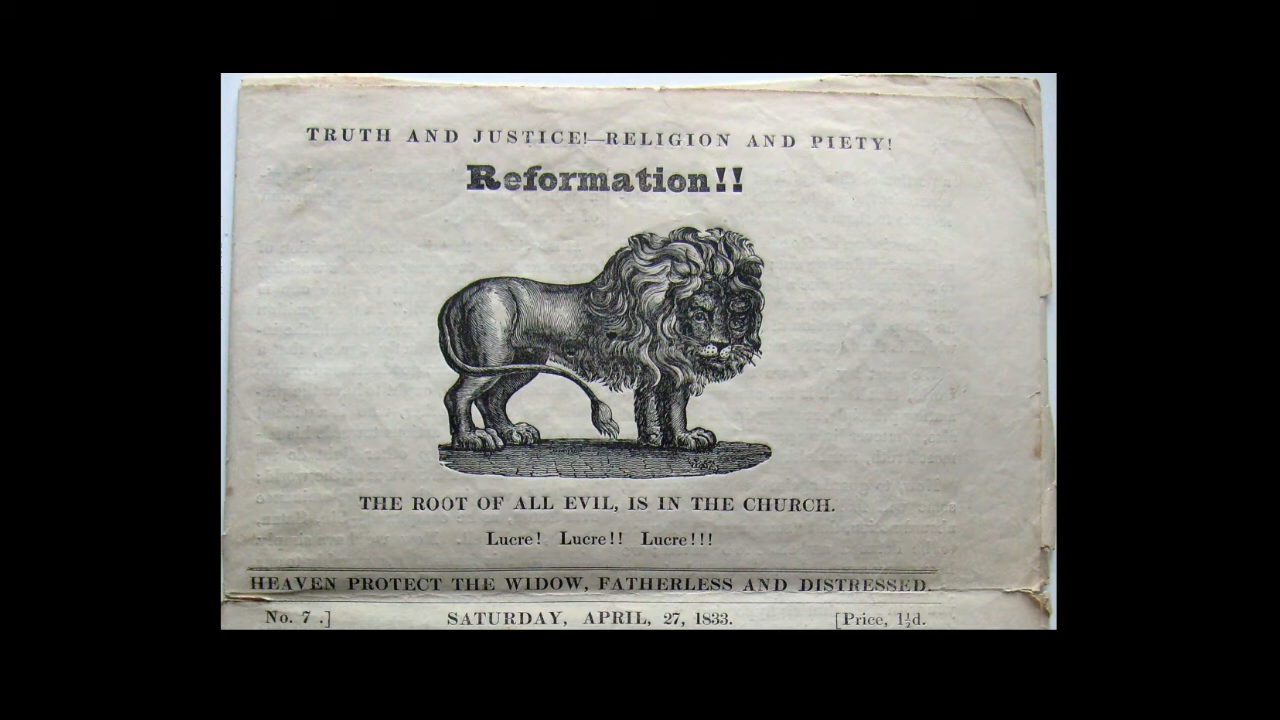 TRUTH AND JUSTICE!—RELIGION AND PIETY!
Reformation!!
THE ROOT OF ALL EVIL, IS IN THE CHURCH.
Lucre! Lucre!! Lucre!!!
HEAVEN PROTECT THE WIDOW, FATHERLESS AND DISTRESSED.
No. 7 .] SATURDAY, APRIL, 27, 1833. [Price, 1½d.